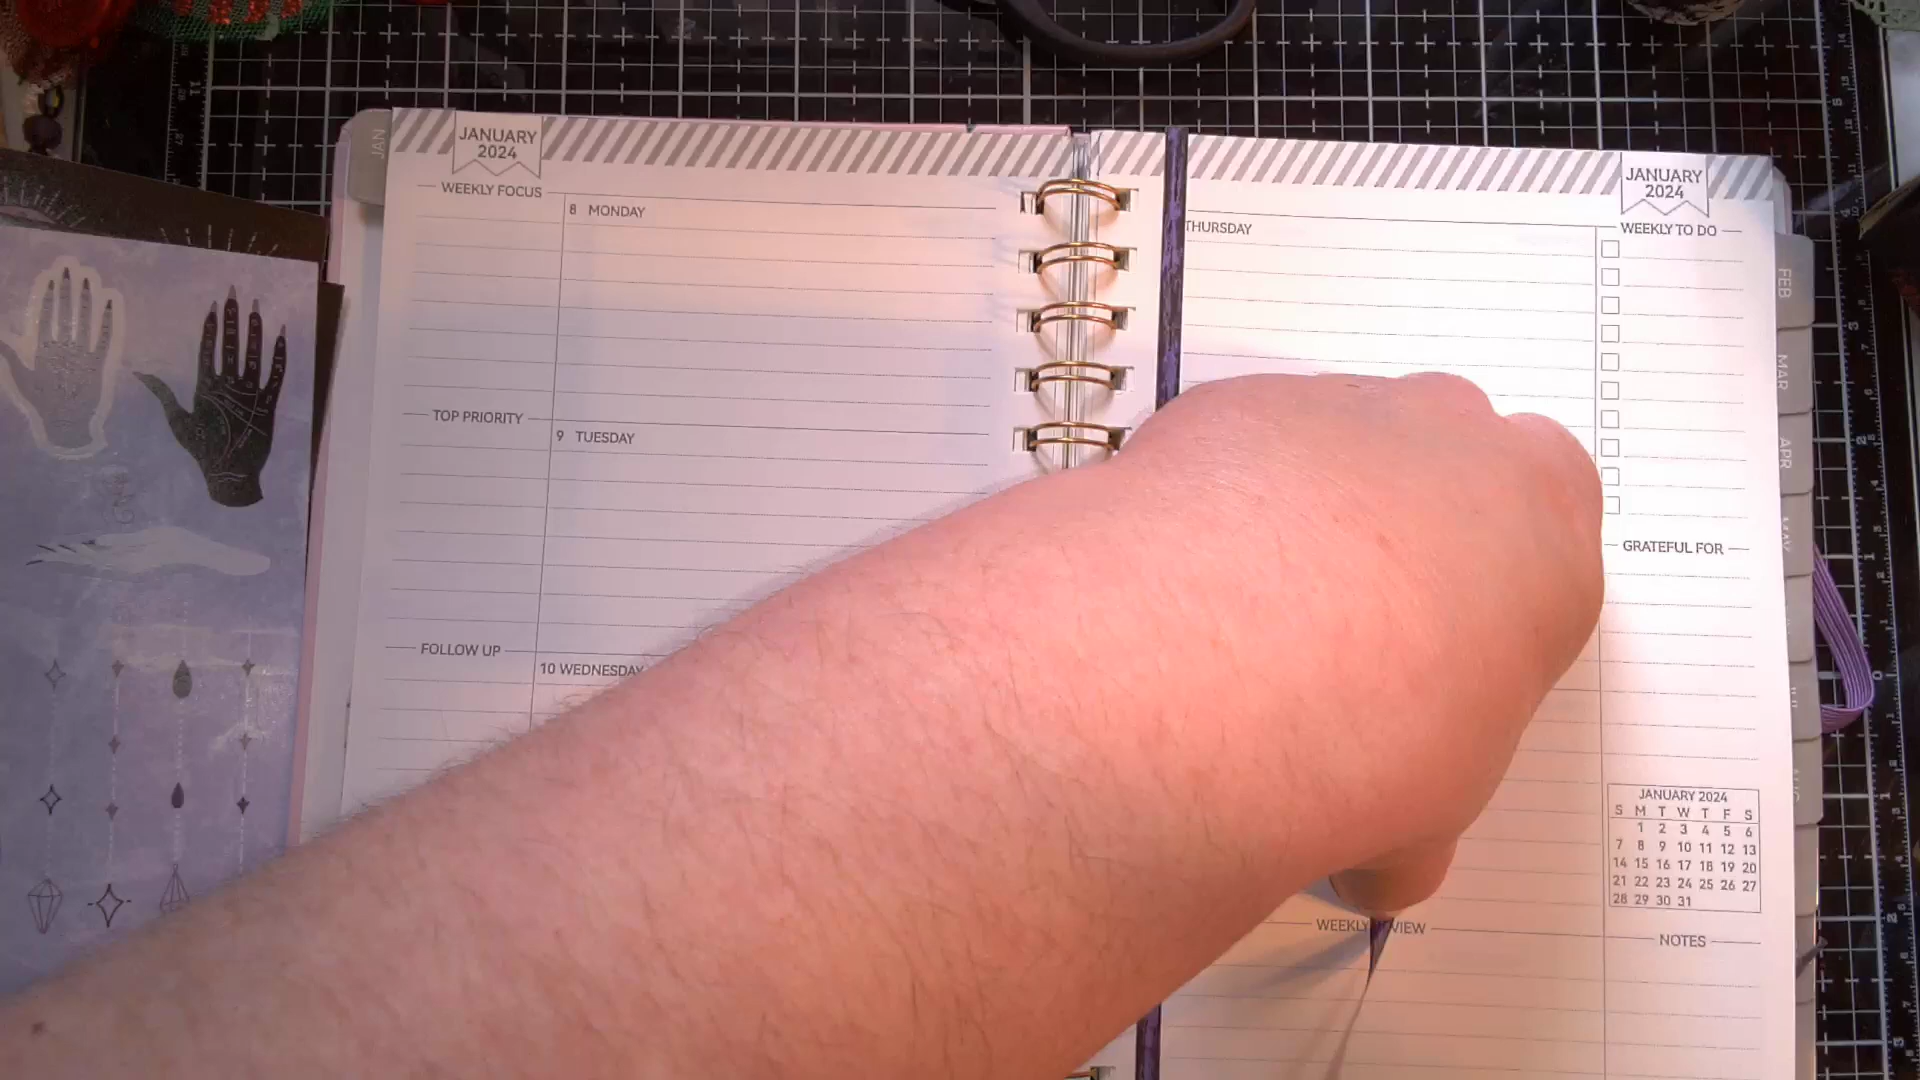 JAN
JANUARY
2024
WEEKLY FOCUS
8 MONDAY
TOP PRIORITY
9 TUESDAY
FOLLOW UP
10 WEDNESDAY
JANUARY
2024
THURSDAY
WEEKLY TO DO
GRATEFUL FOR
JANUARY 2024
S M T W T F S
1 2 3 4 5 6
7 8 9 10 11 12 13
14 15 16 17 18 19 20
21 22 23 24 25 26 27
28 29 30 31
WEEKLY
NOTES
FEB
MAR
APR
MAY